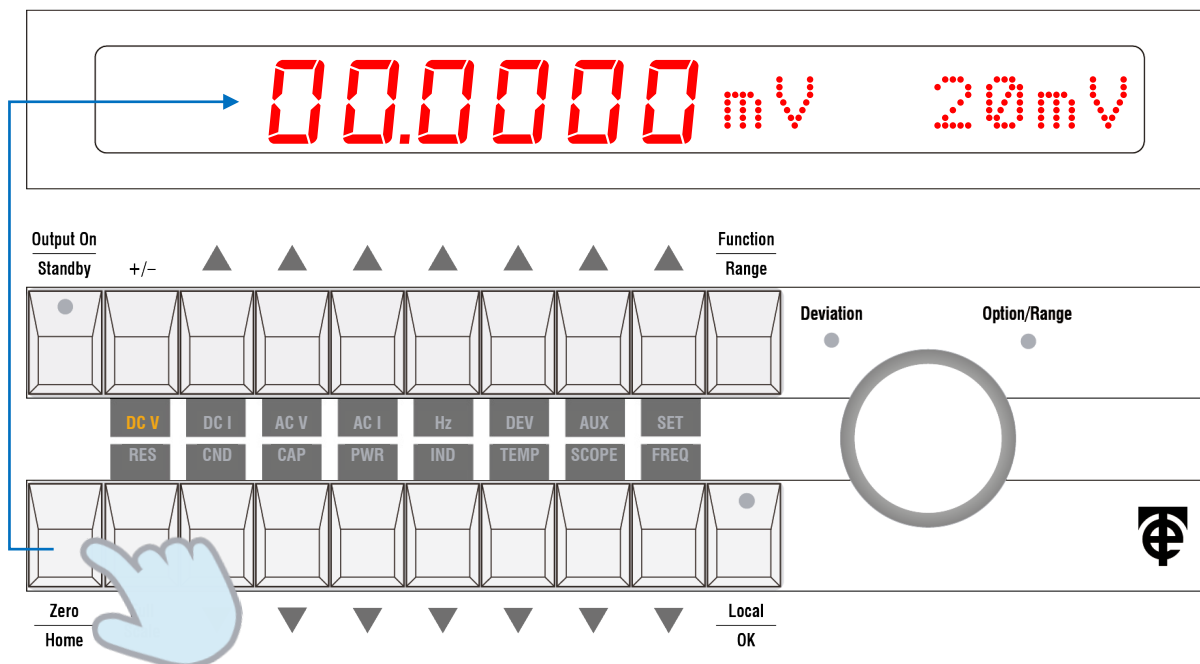 00.0000 mV 20mV
Output On
Standby
+/−
Function
Range
Deviation
Option/Range
DC V DC I AC V AC I Hz DEV AUX SET
RES CND CAP PWR IND TEMP SCOPE FREQ
Zero
Home
Local
OK